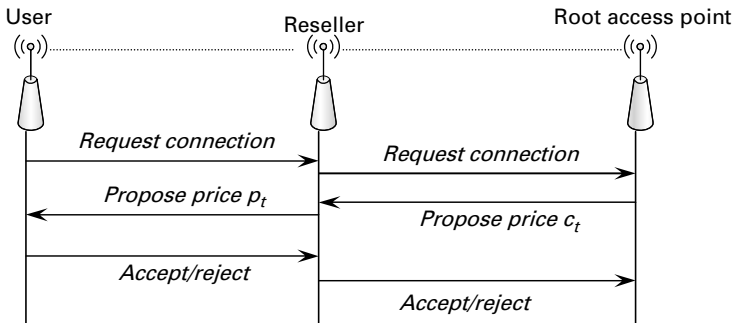 User
Reseller
Root access point
Request connection
Request connection
Propose price p_t
Propose price c_t
Accept/reject
Accept/reject